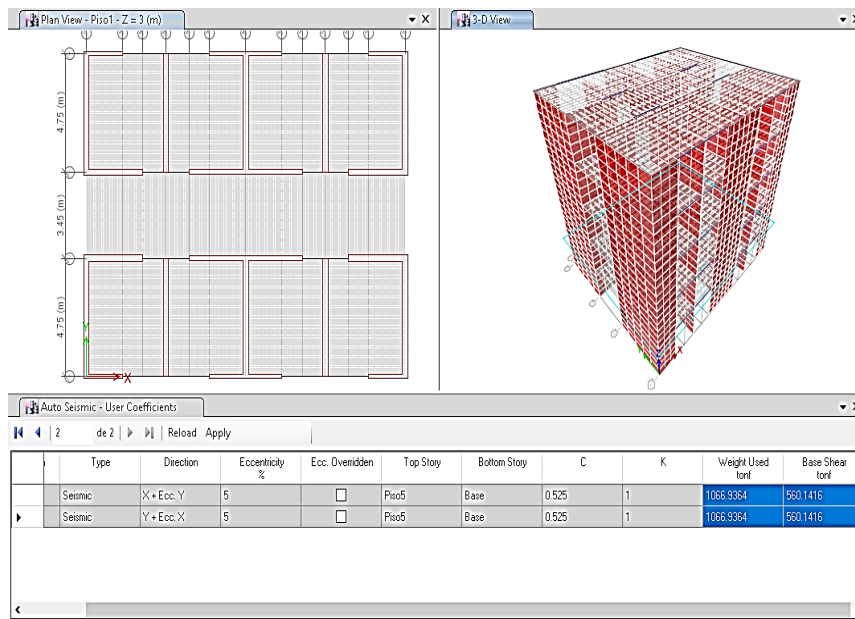 Plan View - Piso1 - Z = 3 (m)
3-D View
4.75 (m)
3.45 (m)
4.75 (m)
Y
X
X
Auto Seismic - User Coefficients
2 de 2 Reload Apply
Type Direction Eccentricity % Ecc. Overridden Top Story Bottom Story C K Weight Used tonf Base Shear tonf
Seismic X + Ecc. Y 5 Piso5 Base 0.525 1 1066.9364 560.1416
Seismic Y + Ecc. X 5 Piso5 Base 0.525 1 1066.9364 560.1416